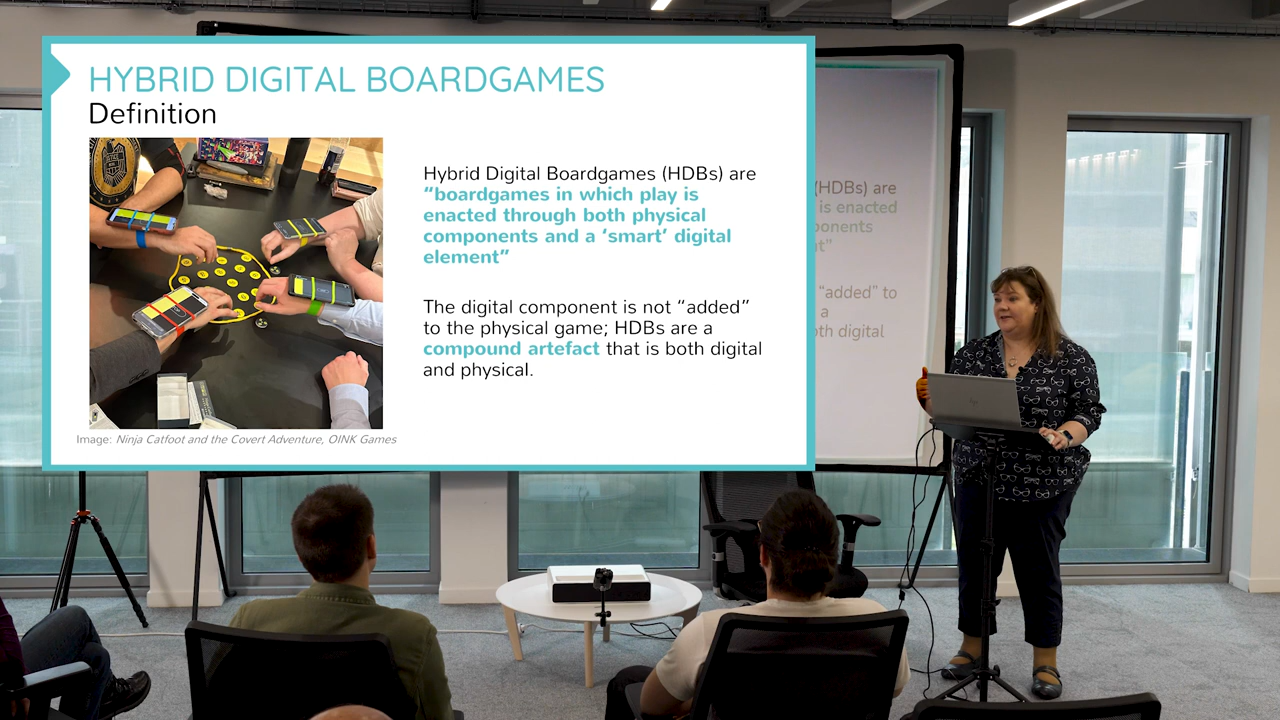 HYBRID DIGITAL BOARDGAMES
Definition
Hybrid Digital Boardgames (HDBs) are
“boardgames in which play is
enacted through both physical
components and a ‘smart’ digital
element”
The digital component is not “added”
to the physical game; HDBs are a
compound artefact that is both digital
and physical.
Image: Ninja Catfoot and the Covert Adventure, OINK Games
(HDBs) are
is enacted
ponents
nt”
“added” to
a
oth digital
hp